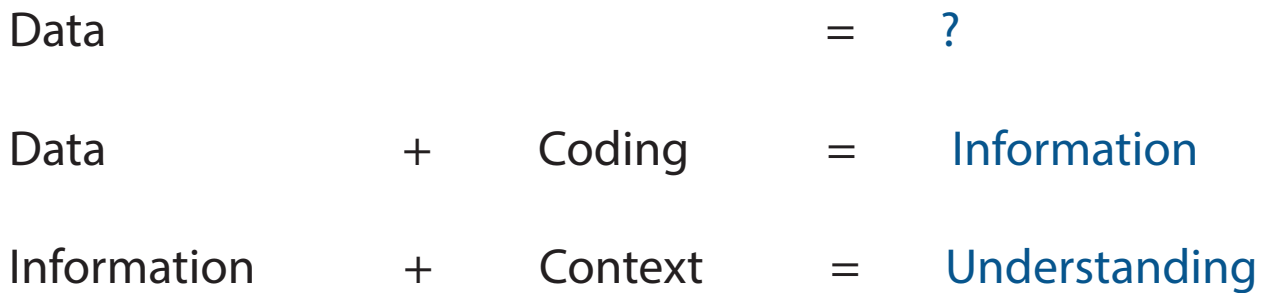 Data = ?
Data + Coding = Information
Information + Context = Understanding